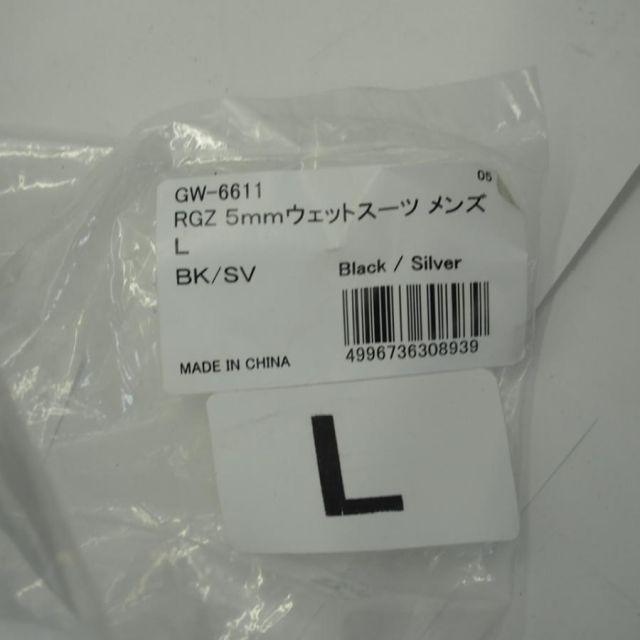 05
GW-6611
RGZ 5mmウェットスーツ メンズ
L
BK/SV
Black / Silver
4996736308939
MADE IN CHINA
L